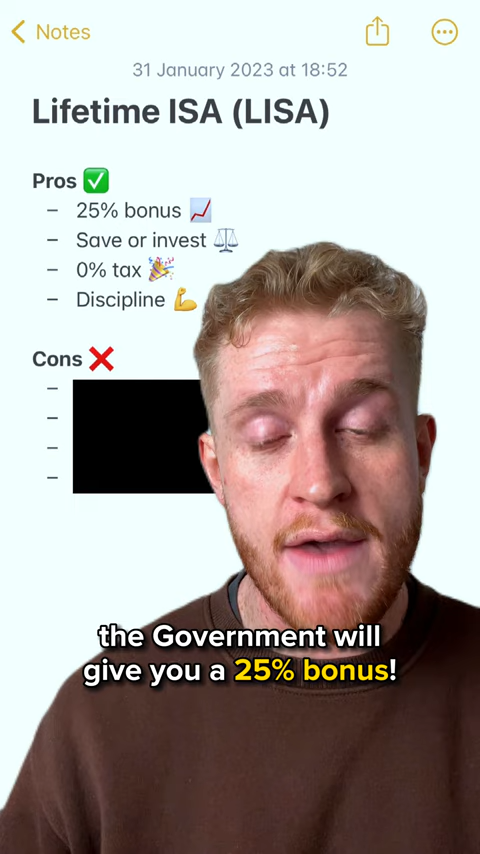 Notes
31 January 2023 at 18:52
Lifetime ISA (LISA)
Pros ✅
– 25% bonus 📈
– Save or invest ⚖️
– 0% tax 🎉
– Discipline 💪
Cons ❌
–
–
–
–
the Government will
give you a 25% bonus!